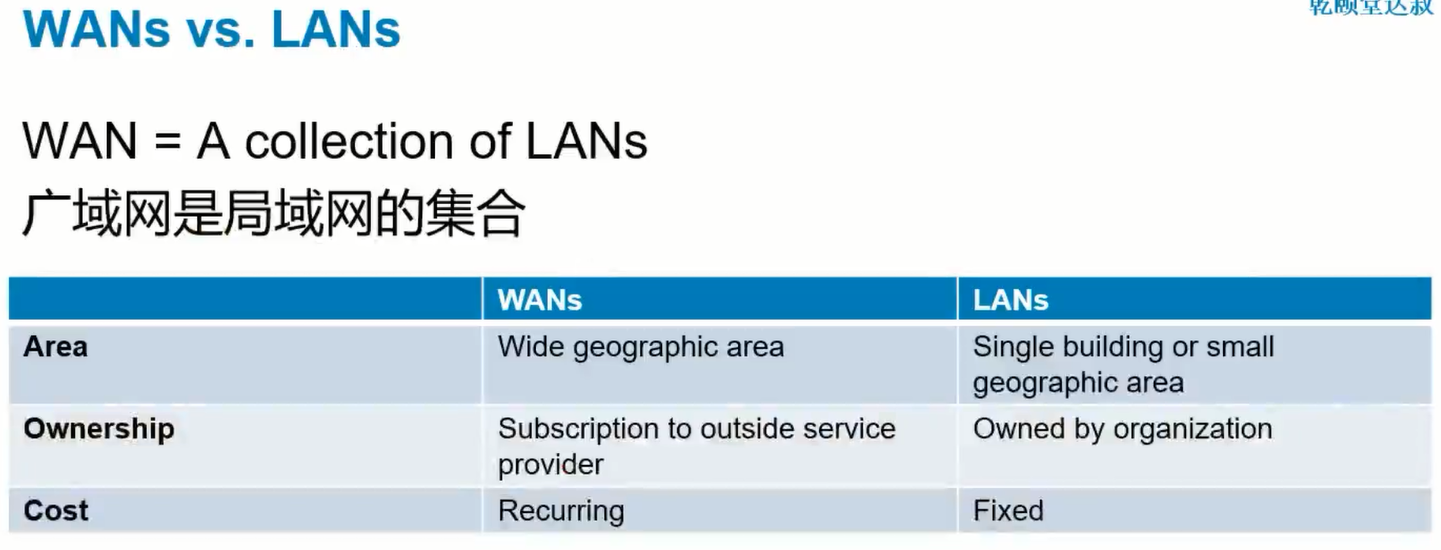 乾颐堂达叔
WANs vs. LANs
WAN = A collection of LANs
广域网是局域网的集合
WANs LANs
Area Wide geographic area Single building or small
geographic area
Ownership Subscription to outside service Owned by organization
provider
Cost Recurring Fixed